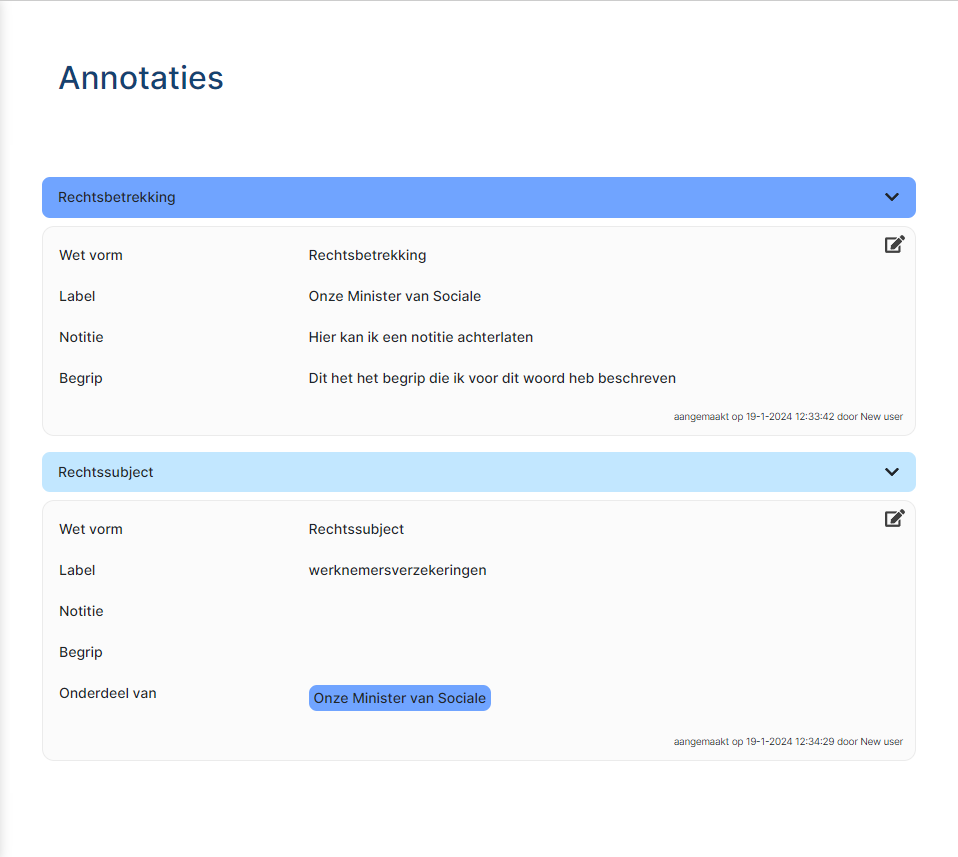 Annotaties
Rechtsbetrekking
Wet vorm Rechtsbetrekking
Label Onze Minister van Sociale
Notitie Hier kan ik een notitie achterlaten
Begrip Dit het het begrip die ik voor dit woord heb beschreven
aangemaakt op 19-1-2024 12:33:42 door New user
Rechtssubject
Wet vorm Rechtssubject
Label werknemersverzekeringen
Notitie
Begrip
Onderdeel van Onze Minister van Sociale
aangemaakt op 19-1-2024 12:34:29 door New user